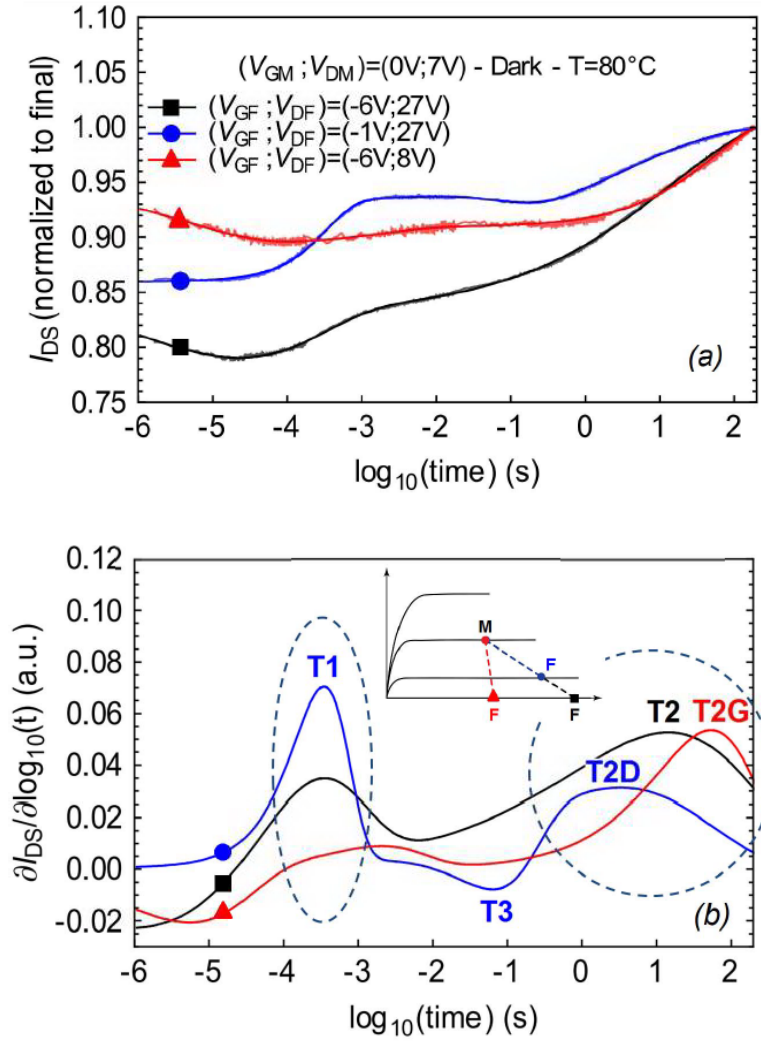 1.10
1.05
1.00
0.95
0.90
0.85
0.80
0.75
I_DS (normalized to final)
(V_GM ; V_DM)=(0V;7V) - Dark - T=80°C
(V_GF ; V_DF)=(-6V;27V)
(V_GF ; V_DF)=(-1V;27V)
(V_GF ; V_DF)=(-6V;8V)
(a)
-6 -5 -4 -3 -2 -1 0 1 2
log₁₀(time) (s)
0.12
0.10
0.08
0.06
0.04
0.02
0.00
-0.02
∂I_DS/∂log₁₀(t) (a.u.)
M
F
F F
T1
T2 T2G
T2D
T3
(b)
-6 -5 -4 -3 -2 -1 0 1 2
log₁₀(time) (s)